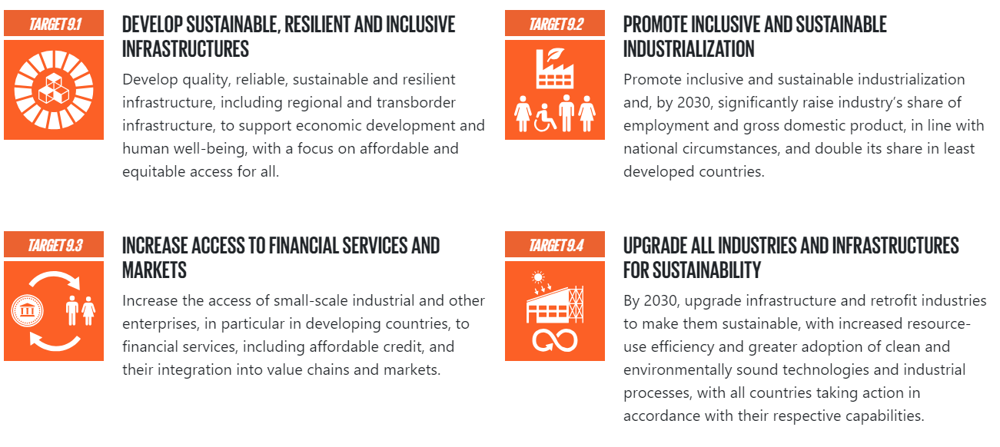 TARGET 9.1
DEVELOP SUSTAINABLE, RESILIENT AND INCLUSIVE
INFRASTRUCTURES
Develop quality, reliable, sustainable and resilient
infrastructure, including regional and transborder
infrastructure, to support economic development and
human well-being, with a focus on affordable and
equitable access for all.
TARGET 9.2
PROMOTE INCLUSIVE AND SUSTAINABLE
INDUSTRIALIZATION
Promote inclusive and sustainable industrialization
and, by 2030, significantly raise industry’s share of
employment and gross domestic product, in line with
national circumstances, and double its share in least
developed countries.
TARGET 9.3
INCREASE ACCESS TO FINANCIAL SERVICES AND
MARKETS
Increase the access of small-scale industrial and other
enterprises, in particular in developing countries, to
financial services, including affordable credit, and
their integration into value chains and markets.
TARGET 9.4
UPGRADE ALL INDUSTRIES AND INFRASTRUCTURES
FOR SUSTAINABILITY
By 2030, upgrade infrastructure and retrofit industries
to make them sustainable, with increased resource-
use efficiency and greater adoption of clean and
environmentally sound technologies and industrial
processes, with all countries taking action in
accordance with their respective capabilities.